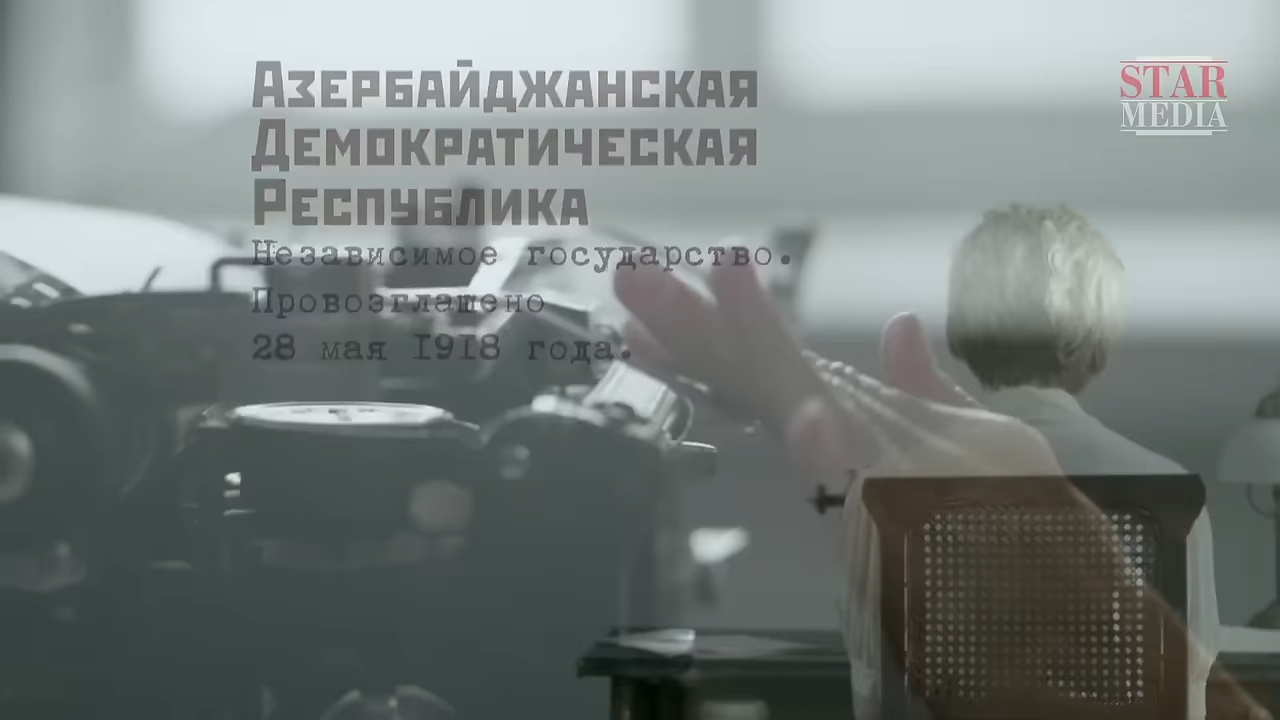 АЗЕРБАЙДЖАНСКАЯ
ДЕМОКРАТИЧЕСКАЯ
РЕСПУБЛИКА
Независимое государство.
Провозглашено
28 мая 1918 года.
STAR
MEDIA